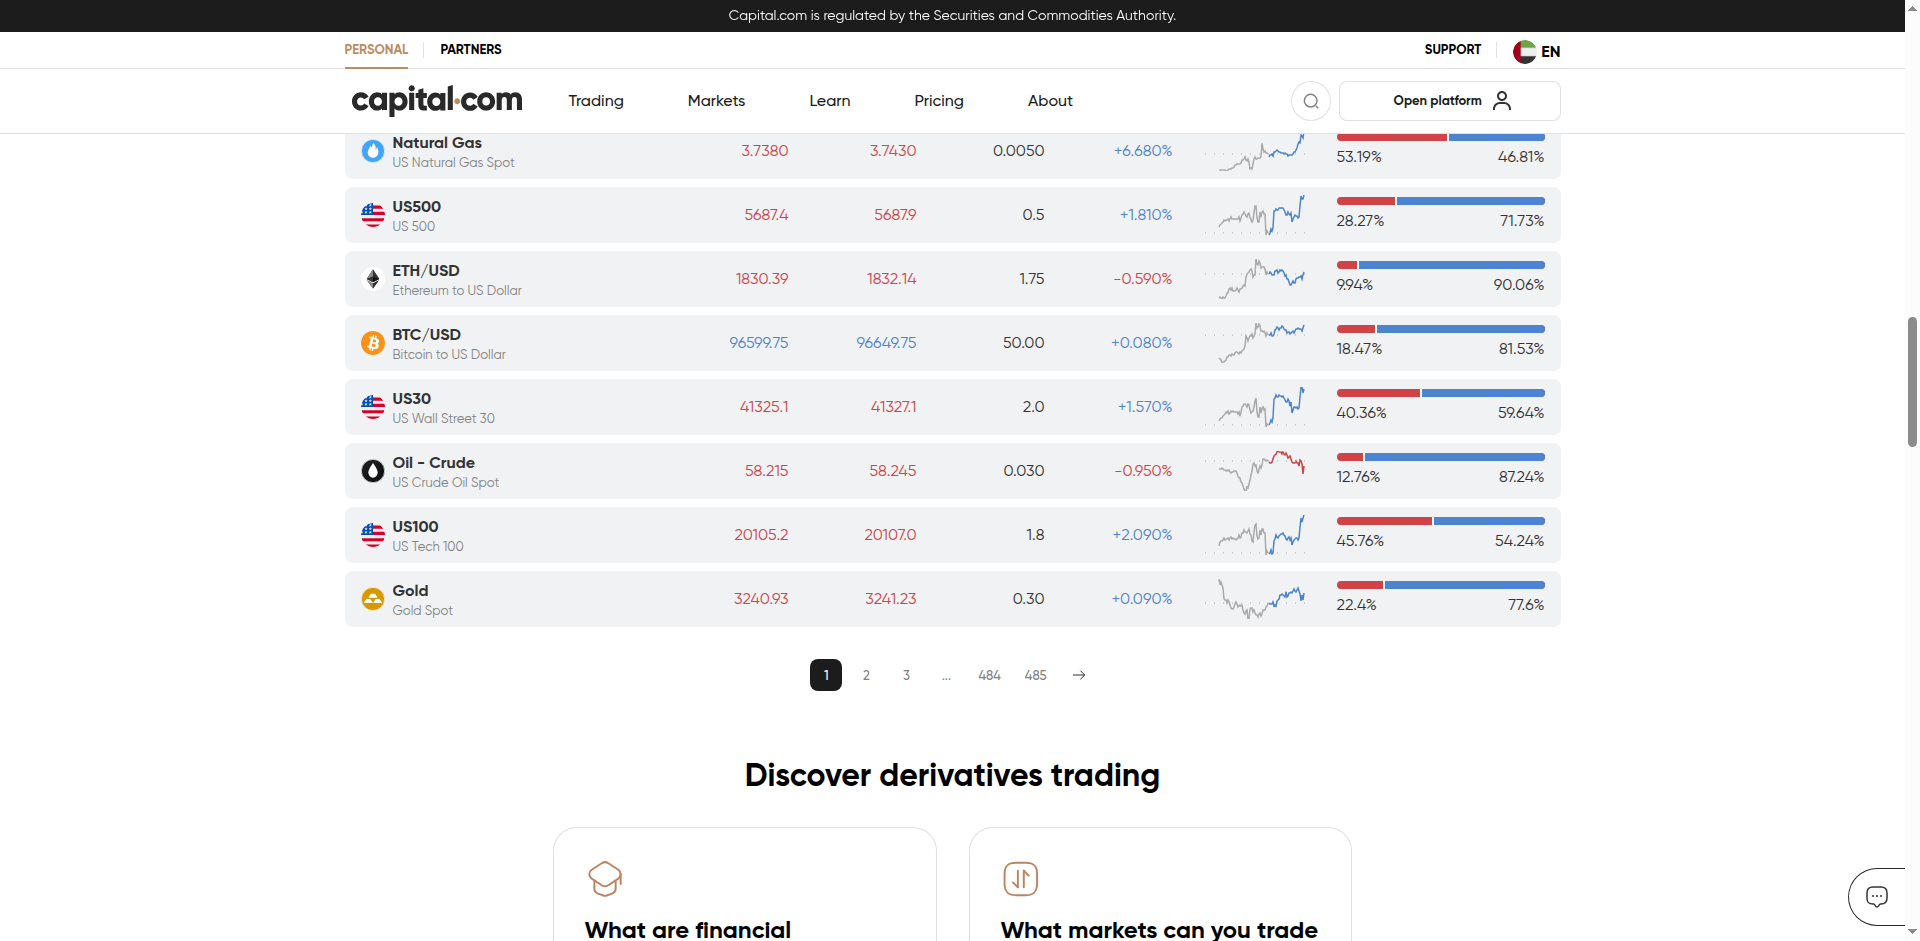 Capital.com is regulated by the Securities and Commodities Authority.
PERSONAL PARTNERS SUPPORT EN
capital.com Trading Markets Learn Pricing About Open platform
Natural Gas
US Natural Gas Spot
3.7380 3.7430 0.0050 +6.680% 53.19% 46.81%
US500
US 500
5687.4 5687.9 0.5 +1.810% 28.27% 71.73%
ETH/USD
Ethereum to US Dollar
1830.39 1832.14 1.75 -0.590% 9.94% 90.06%
BTC/USD
Bitcoin to US Dollar
96599.75 96649.75 50.00 +0.080% 18.47% 81.53%
US30
US Wall Street 30
41325.1 41327.1 2.0 +1.570% 40.36% 59.64%
Oil - Crude
US Crude Oil Spot
58.215 58.245 0.030 -0.950% 12.76% 87.24%
US100
US Tech 100
20105.2 20107.0 1.8 +2.090% 45.76% 54.24%
Gold
Gold Spot
3240.93 3241.23 0.30 +0.090% 22.4% 77.6%
1 2 3 ... 484 485 →
Discover derivatives trading
What are financial What markets can you trade